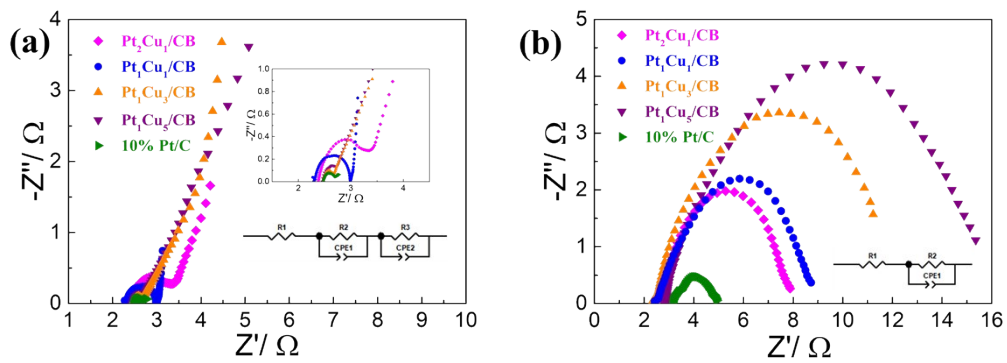 (a)
-Z''/ Ω
4
3
2
1
0
Pt₂Cu₁/CB
Pt₁Cu₁/CB
Pt₁Cu₃/CB
Pt₁Cu₅/CB
10% Pt/C
-Z''/ Ω
1.0
0.8
0.6
0.4
0.2
0.0
2 3 4
Z'/ Ω
R1 R2 R3
CPE1 CPE2
1 2 3 4 5 6 7 8 9 10
Z'/ Ω
(b)
-Z''/ Ω
5
4
3
2
1
0
Pt₂Cu₁/CB
Pt₁Cu₁/CB
Pt₁Cu₃/CB
Pt₁Cu₅/CB
10% Pt/C
R1 R2
CPE1
0 2 4 6 8 10 12 14 16
Z'/ Ω